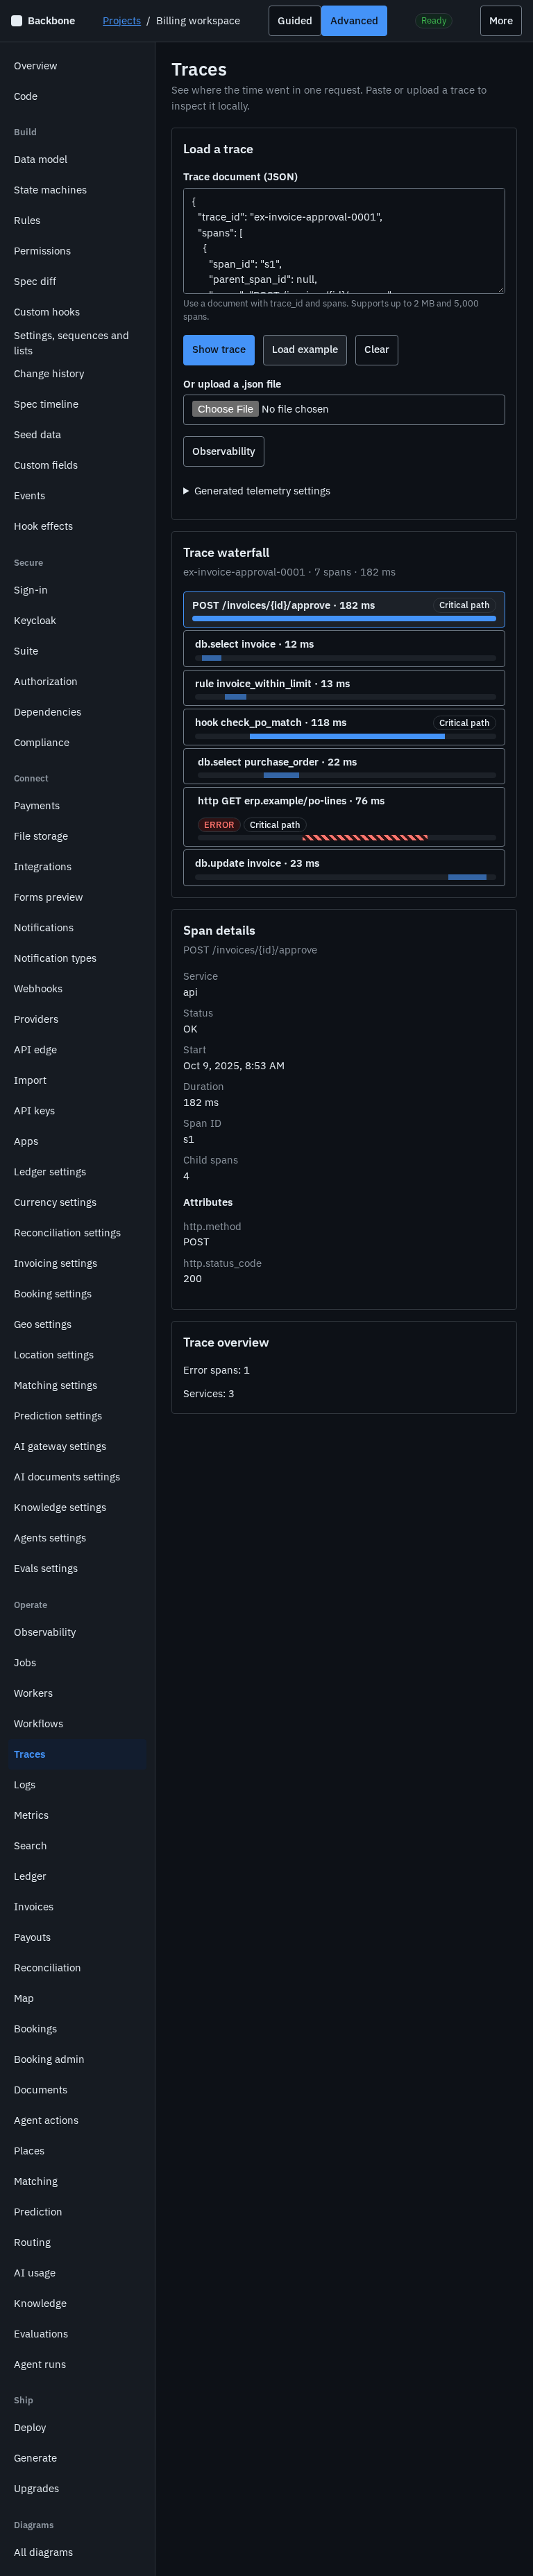 Backbone
Projects / Billing workspace
Guided
Advanced
Ready
More
Overview
Code
Build
Data model
State machines
Rules
Permissions
Spec diff
Custom hooks
Settings, sequences and
lists
Change history
Spec timeline
Seed data
Custom fields
Events
Hook effects
Secure
Sign-in
Keycloak
Suite
Authorization
Dependencies
Compliance
Connect
Payments
File storage
Integrations
Forms preview
Notifications
Notification types
Webhooks
Providers
API edge
Import
API keys
Apps
Ledger settings
Currency settings
Reconciliation settings
Invoicing settings
Booking settings
Geo settings
Location settings
Matching settings
Prediction settings
AI gateway settings
AI documents settings
Knowledge settings
Agents settings
Evals settings
Operate
Observability
Jobs
Workers
Workflows
Traces
Logs
Metrics
Search
Ledger
Invoices
Payouts
Reconciliation
Map
Bookings
Booking admin
Documents
Agent actions
Places
Matching
Prediction
Routing
AI usage
Knowledge
Evaluations
Agent runs
Ship
Deploy
Generate
Upgrades
Diagrams
All diagrams
Traces
See where the time went in one request. Paste or upload a trace to
inspect it locally.
Load a trace
Trace document (JSON)
{
"trace_id": "ex-invoice-approval-0001",
"spans": [
{
"span_id": "s1",
"parent_span_id": null,
Use a document with trace_id and spans. Supports up to 2 MB and 5,000
spans.
Show trace
Load example
Clear
Or upload a .json file
Choose File No file chosen
Observability
Generated telemetry settings
Trace waterfall
ex-invoice-approval-0001 · 7 spans · 182 ms
POST /invoices/{id}/approve · 182 ms
Critical path
db.select invoice · 12 ms
rule invoice_within_limit · 13 ms
hook check_po_match · 118 ms
Critical path
db.select purchase_order · 22 ms
http GET erp.example/po-lines · 76 ms
ERROR
Critical path
db.update invoice · 23 ms
Span details
POST /invoices/{id}/approve
Service
api
Status
OK
Start
Oct 9, 2025, 8:53 AM
Duration
182 ms
Span ID
s1
Child spans
4
Attributes
http.method
POST
http.status_code
200
Trace overview
Error spans: 1
Services: 3